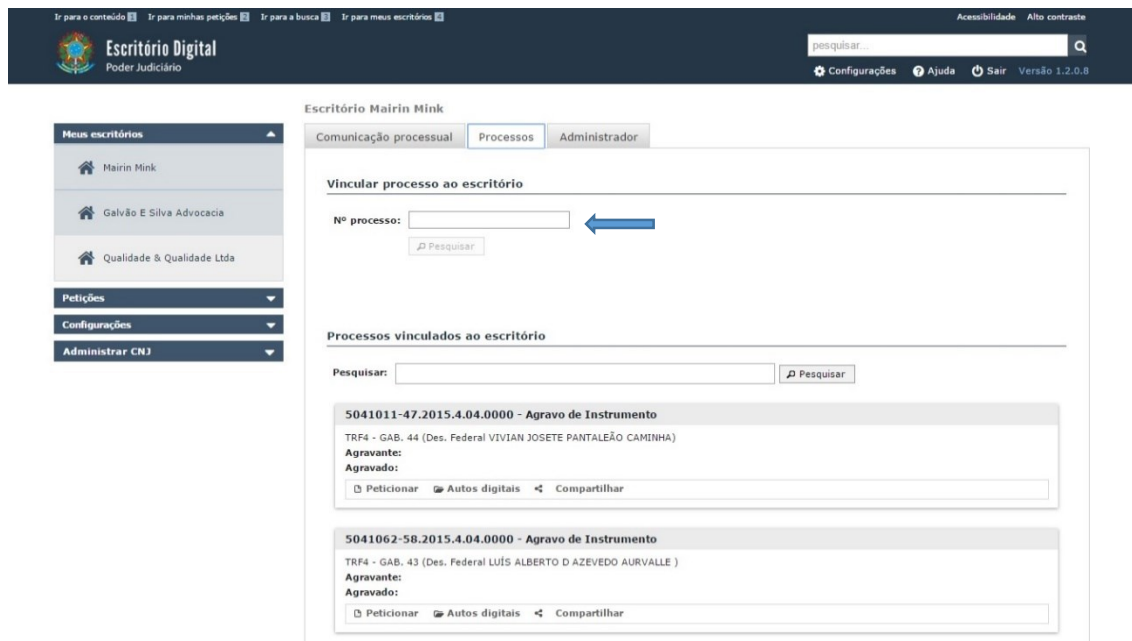 Ir para o conteúdo 1 Ir para minhas petições 2 Ir para a busca 3 Ir para meus escritórios 4 Acessibilidade Alto contraste
Escritório Digital
Poder Judiciário
pesquisar...
Configurações Ajuda Sair Versão 1.2.0.8
Escritório Mairin Mink
Meus escritórios
Mairin Mink
Galvão E Silva Advocacia
Qualidade & Qualidade Ltda
Petições
Configurações
Administrar CNJ
Comunicação processual Processos Administrador
Vincular processo ao escritório
Nº processo:
Pesquisar
Processos vinculados ao escritório
Pesquisar: Pesquisar
5041011-47.2015.4.04.0000 - Agravo de Instrumento
TRF4 - GAB. 44 (Des. Federal VIVIAN JOSETE PANTALEÃO CAMINHA)
Agravante:
Agravado:
Peticionar Autos digitais Compartilhar
5041062-58.2015.4.04.0000 - Agravo de Instrumento
TRF4 - GAB. 43 (Des. Federal LUÍS ALBERTO D AZEVEDO AURVALLE )
Agravante:
Agravado:
Peticionar Autos digitais Compartilhar